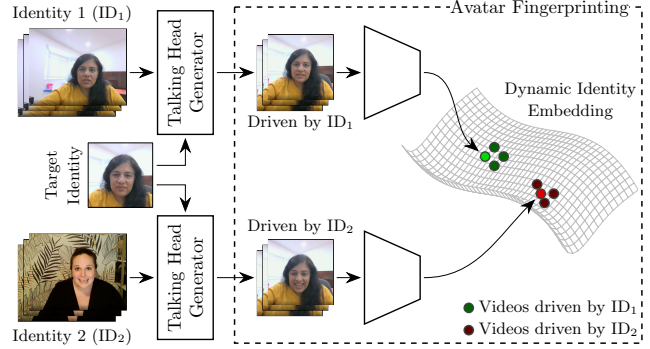 Identity 1 (ID₁)
Avatar Fingerprinting
Talking Head
Generator
Driven by ID₁
Dynamic Identity
Embedding
Target
Identity
Driven by ID₂
Talking Head
Generator
Identity 2 (ID₂)
Videos driven by ID₁
Videos driven by ID₂